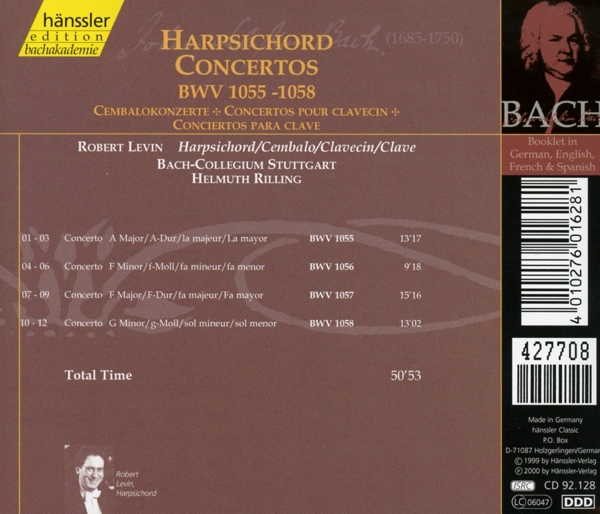 hänssler
edition
bachakademie
(1685-1750)
HARPSICHORD
CONCERTOS
BWV 1055 -1058
CEMBALOKONZERTE ✢ CONCERTOS POUR CLAVECIN ✢
CONCIERTOS PARA CLAVE
ROBERT LEVIN Harpsichord/Cembalo/Clavecin/Clave
BACH-COLLEGIUM STUTTGART
HELMUTH RILLING
01 - 03 Concerto A Major/A-Dur/la majeur/La mayor BWV 1055 13'17
04 - 06 Concerto F Minor/f-Moll/fa mineur/fa menor BWV 1056 9'18
07 - 09 Concerto F Major/F-Dur/fa majeur/Fa mayor BWV 1057 15'16
10 - 12 Concerto G Minor/g-Moll/sol mineur/sol menor BWV 1058 13'02
Total Time 50'53
Robert
Levin,
Harpsichord
BACH
Booklet in
German, English,
French & Spanish
4 010276 016281
427708
Made in Germany
hänssler Classic
P.O. Box
D-71087 Holzgerlingen/German
© 1999 by Hänssler-Verlag
℗ 2000 by Hänssler-Verlag
ISRC CD 92.128
LC 06047 DDD